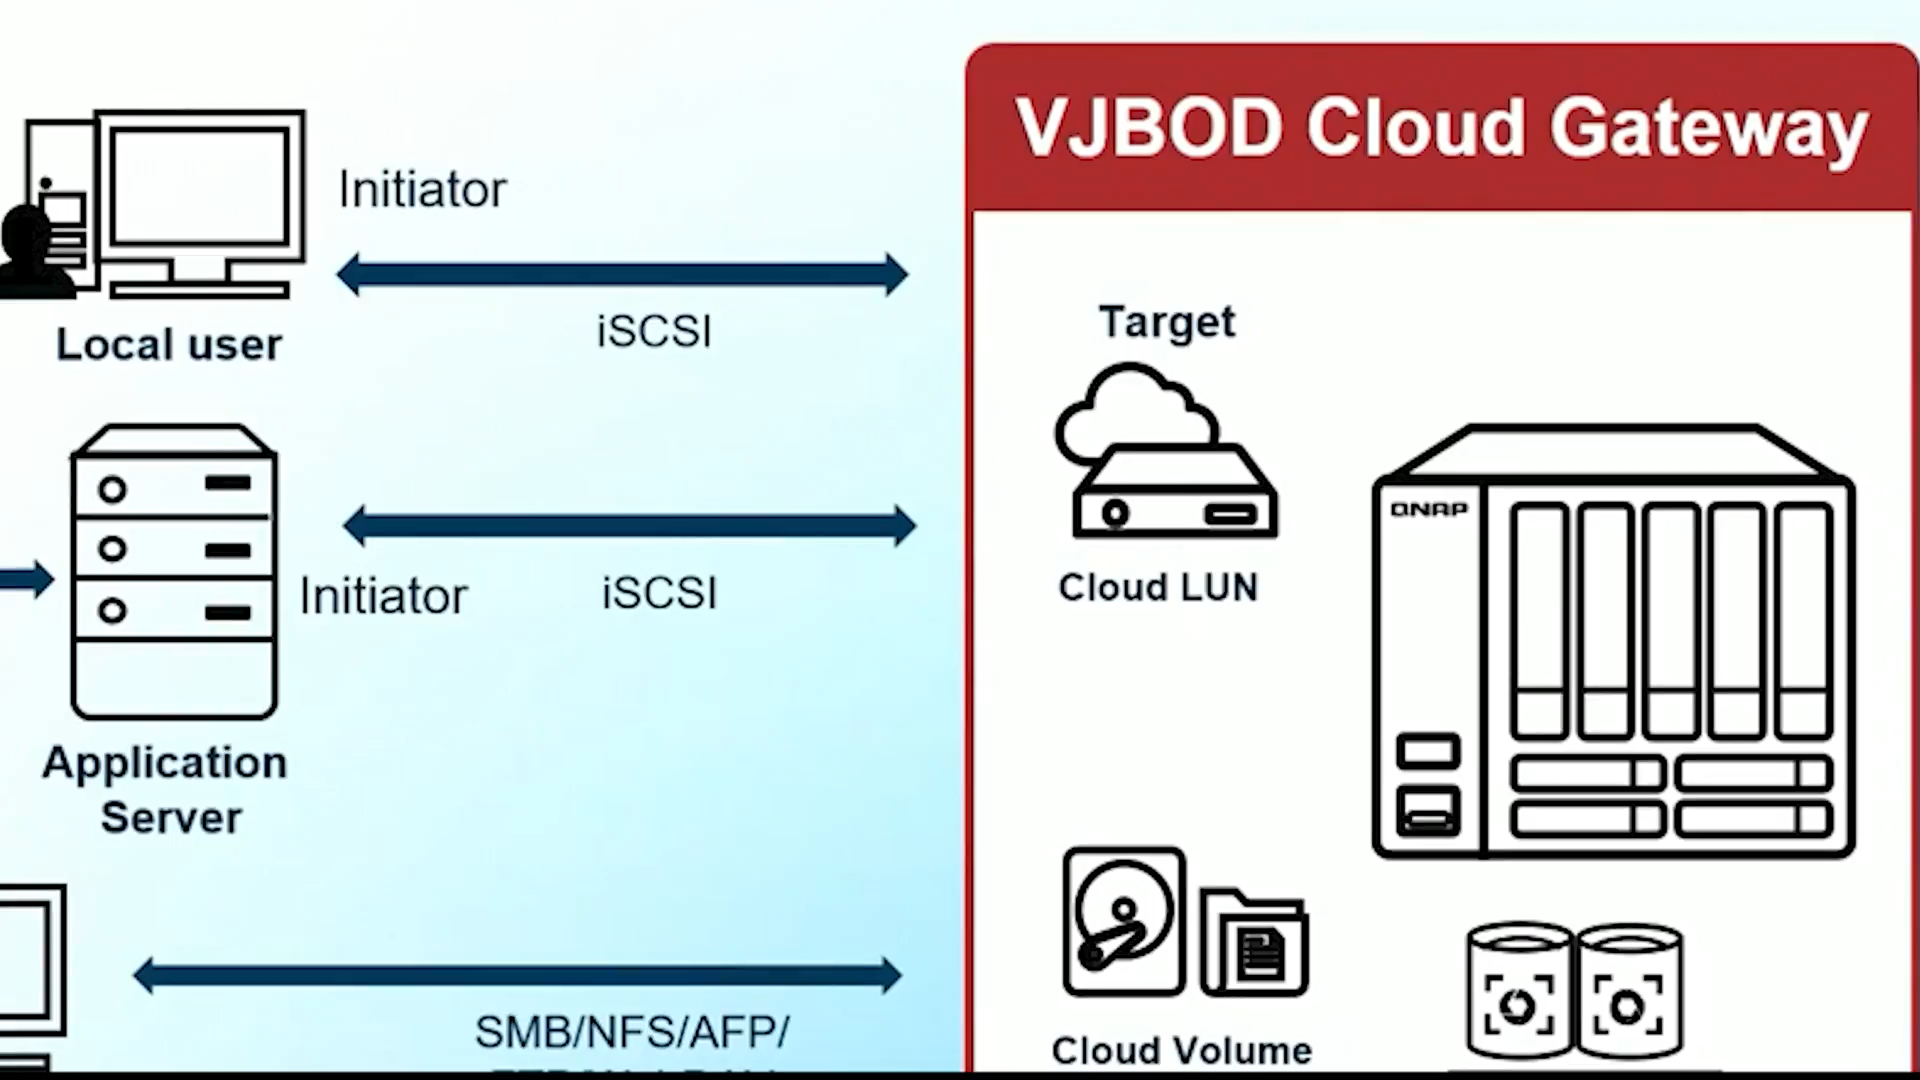 VJBOD Cloud Gateway
Initiator
iSCSI
Local user
Target
Cloud LUN
QNAP
Initiator
iSCSI
Application
Server
SMB/NFS/AFP/
Cloud Volume